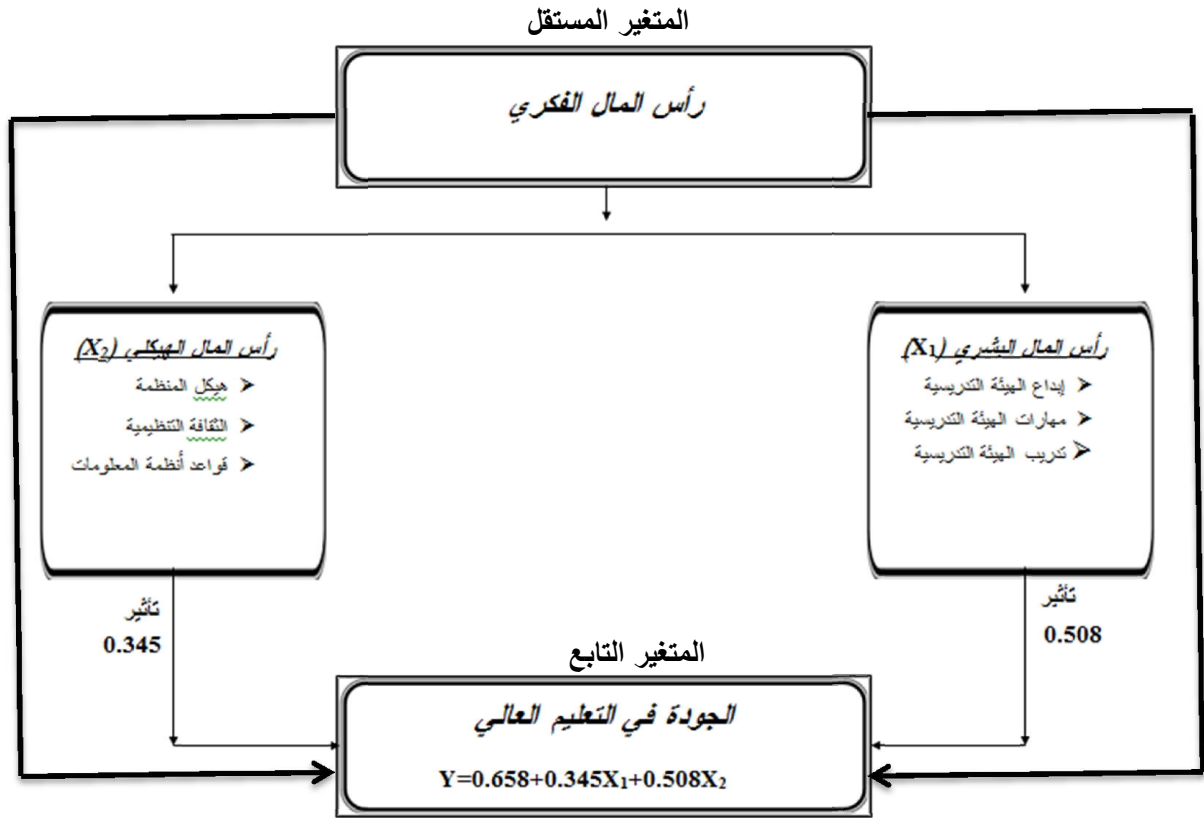 المتغير المستقل
رأس المال الفكري
رأس المال البشري (X1)
➢ إبداع الهيئة التدريسية
➢ مهارات الهيئة التدريسية
➢ تدريب الهيئة التدريسية
رأس المال الهيكلي (X2)
➢ هيكل المنظمة
➢ الثقافة التنظيمية
➢ قواعد أنظمة المعلومات
تأثير
0.508
تأثير
0.345
المتغير التابع
الجودة في التعليم العالي
Y=0.658+0.345X1+0.508X2